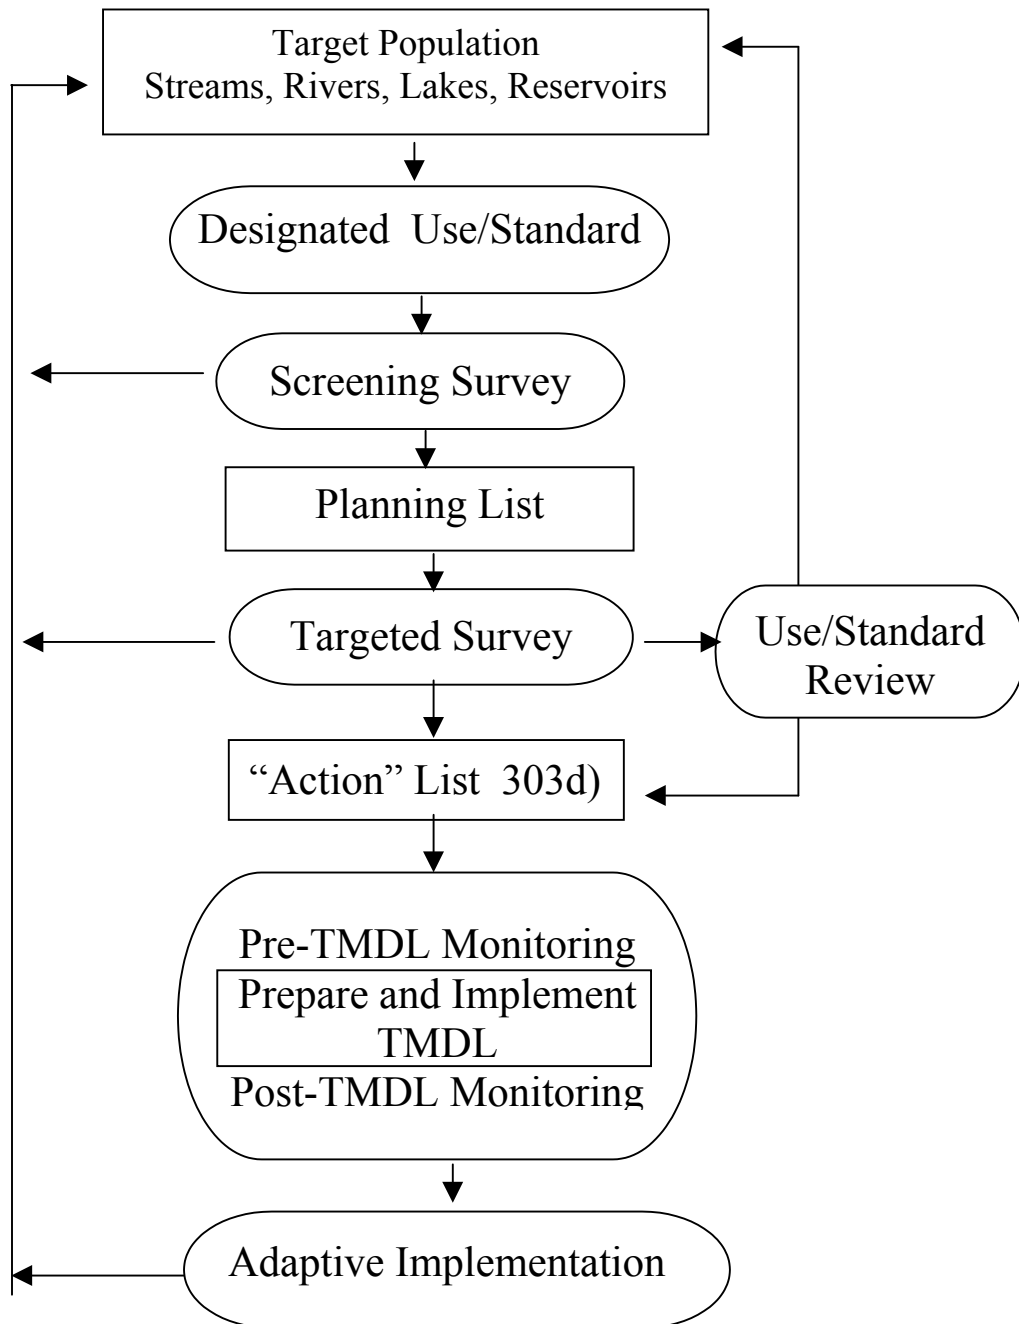 Target Population
Streams, Rivers, Lakes, Reservoirs
Designated Use/Standard
Screening Survey
Planning List
Targeted Survey
Use/Standard
Review
“Action” List 303d)
Pre-TMDL Monitoring
Prepare and Implement
TMDL
Post-TMDL Monitoring
Adaptive Implementation